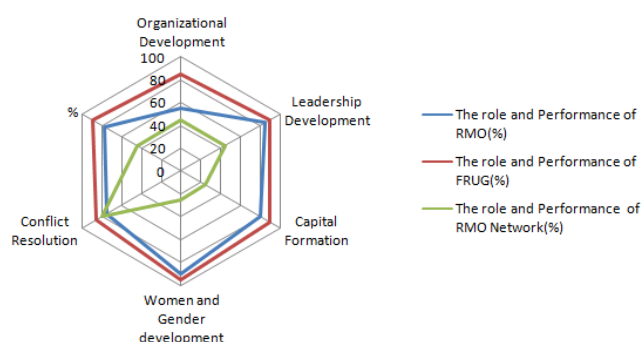 Organizational
Development
100
80
60
40
20
0
Leadership
Development
Capital
Formation
Women and
Gender
development
Conflict
Resolution
%
The role and Performance of
RMO(%)
The role and Performance of
FRUG(%)
The role and Performance of
RMO Network(%)